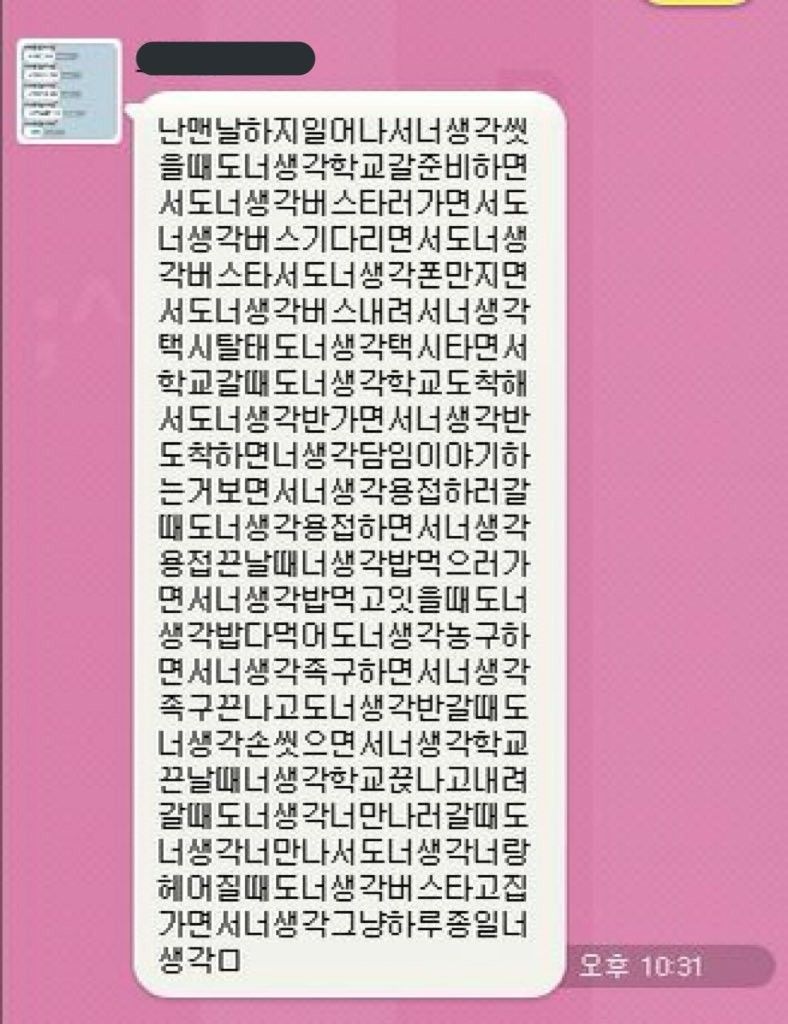 난맨날하지일어나서너생각씻
을때도너생각학교갈준비하면
서도너생각버스타러가면서도
너생각버스기다리면서도너생
각버스타서도너생각폰만지면
서도너생각버스내려서너생각
택시탈태도너생각택시타면서
학교갈때도너생각학교도착해
서도너생각반가면서너생각반
도착하면너생각담임이야기하
는거보면서너생각용접하러갈
때도너생각용접하면서너생각
용접끈날때너생각밥먹으러가
면서너생각밥먹고잇을때도너
생각밥다먹어도너생각농구하
면서너생각족구하면서너생각
족구끈나고도너생각반갈때도
너생각손씻으면서너생각학교
끈날때너생각학교끊나고내려
갈때도너생각너만나러갈때도
너생각너만나서도너생각너랑
헤어질때도너생각버스타고집
가면서너생각그냥하루종일너
생각ㅁ
오후 10:31